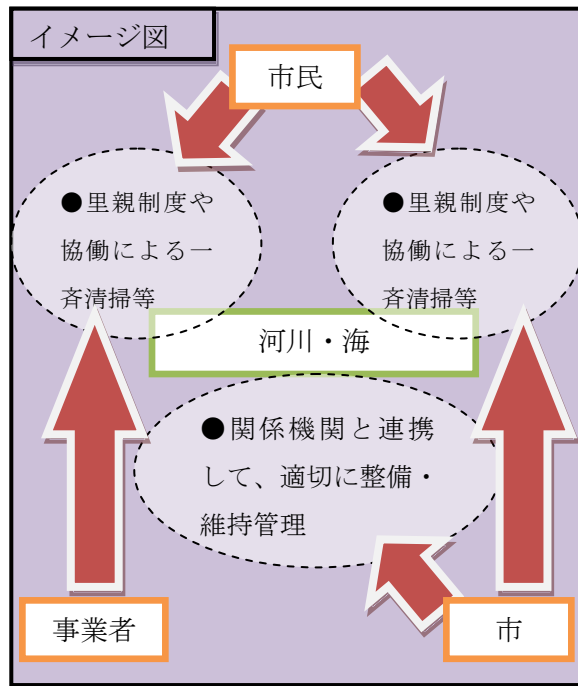 イメージ図
市民
●里親制度や
協働による一
斉清掃等
●里親制度や
協働による一
斉清掃等
河川・海
●関係機関と連携
して、適切に整備・
維持管理
事業者
市